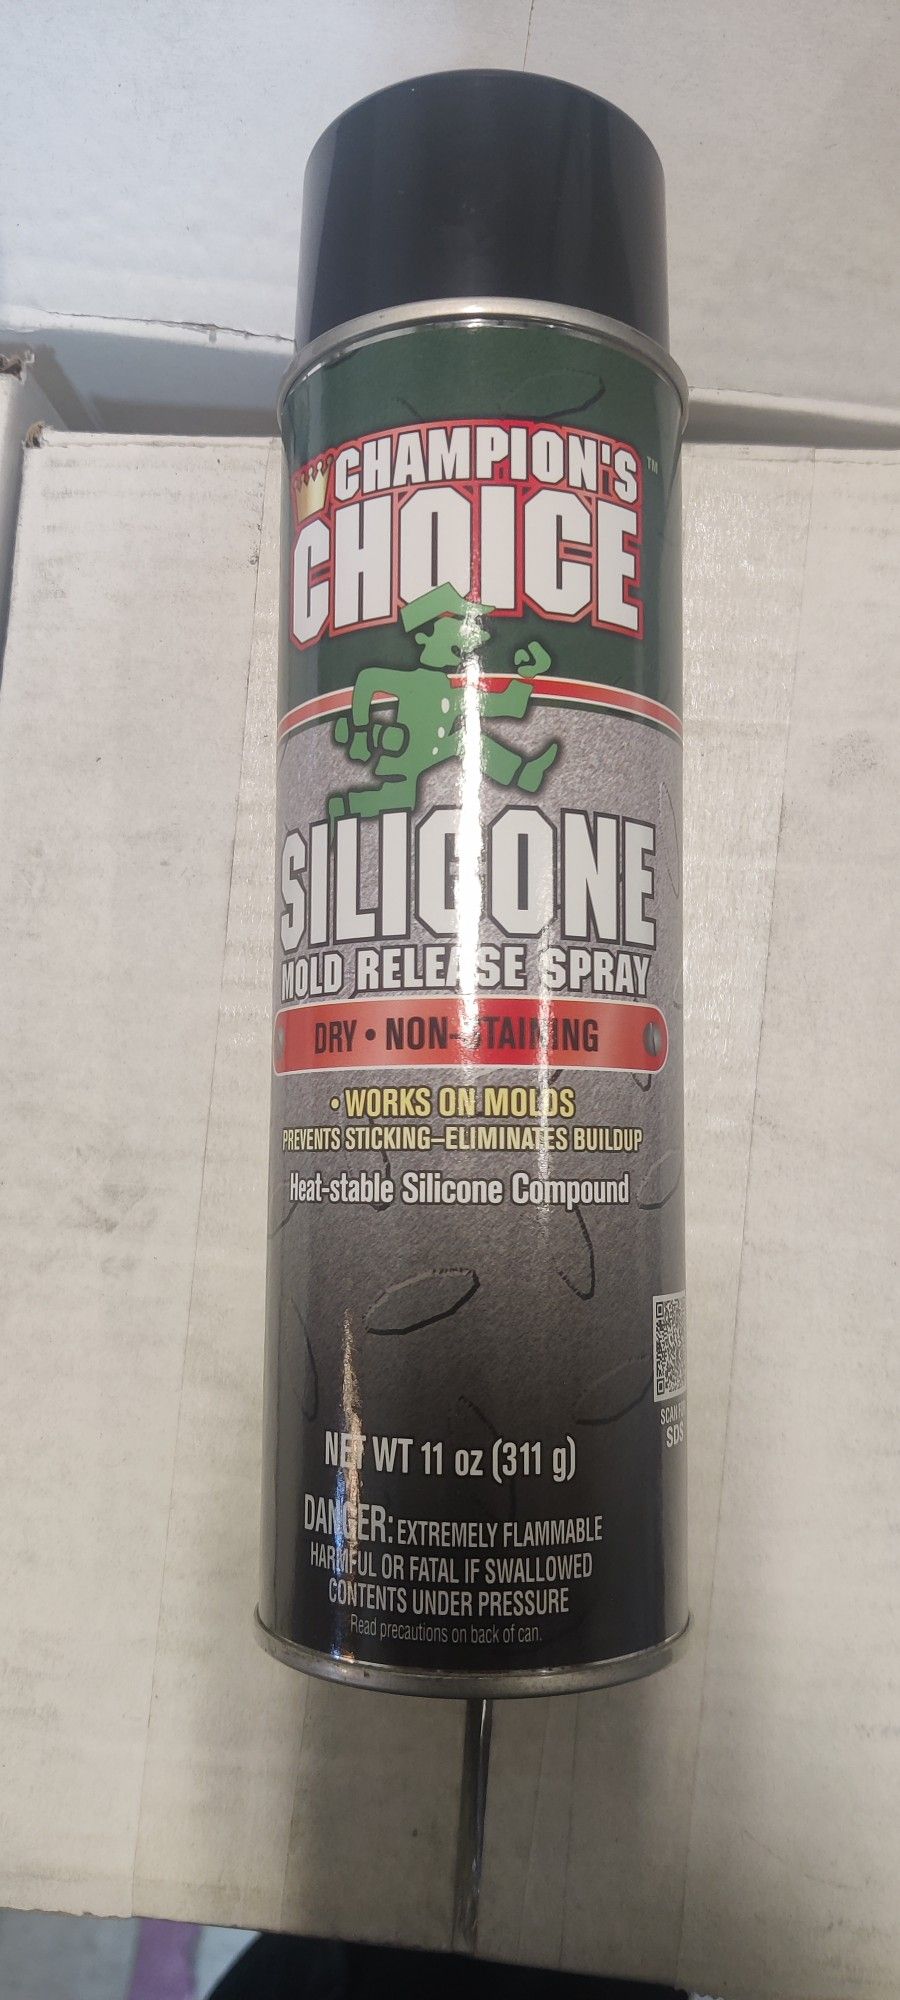 CHAMPION'S ™
CHOICE
SILICONE
MOLD RELEASE SPRAY
DRY • NON-STAINING
• WORKS ON MOLDS
PREVENTS STICKING–ELIMINATES BUILDUP
Heat-stable Silicone Compound
SCAN
SDS
NET WT 11 oz (311 g)
DANGER: EXTREMELY FLAMMABLE
HARMFUL OR FATAL IF SWALLOWED
CONTENTS UNDER PRESSURE
Read precautions on back of can.